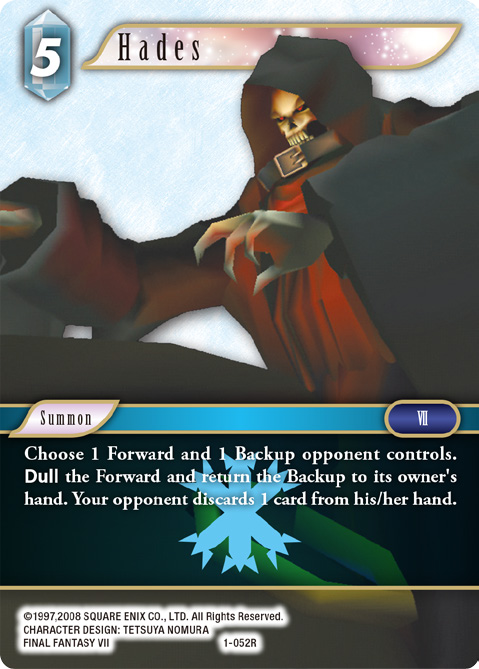 5
Hades
Summon
VII
Choose 1 Forward and 1 Backup opponent controls.
Dull the Forward and return the Backup to its owner's
hand. Your opponent discards 1 card from his/her hand.
©1997,2008 SQUARE ENIX CO., LTD. All Rights Reserved.
CHARACTER DESIGN: TETSUYA NOMURA
FINAL FANTASY VII 1-052R